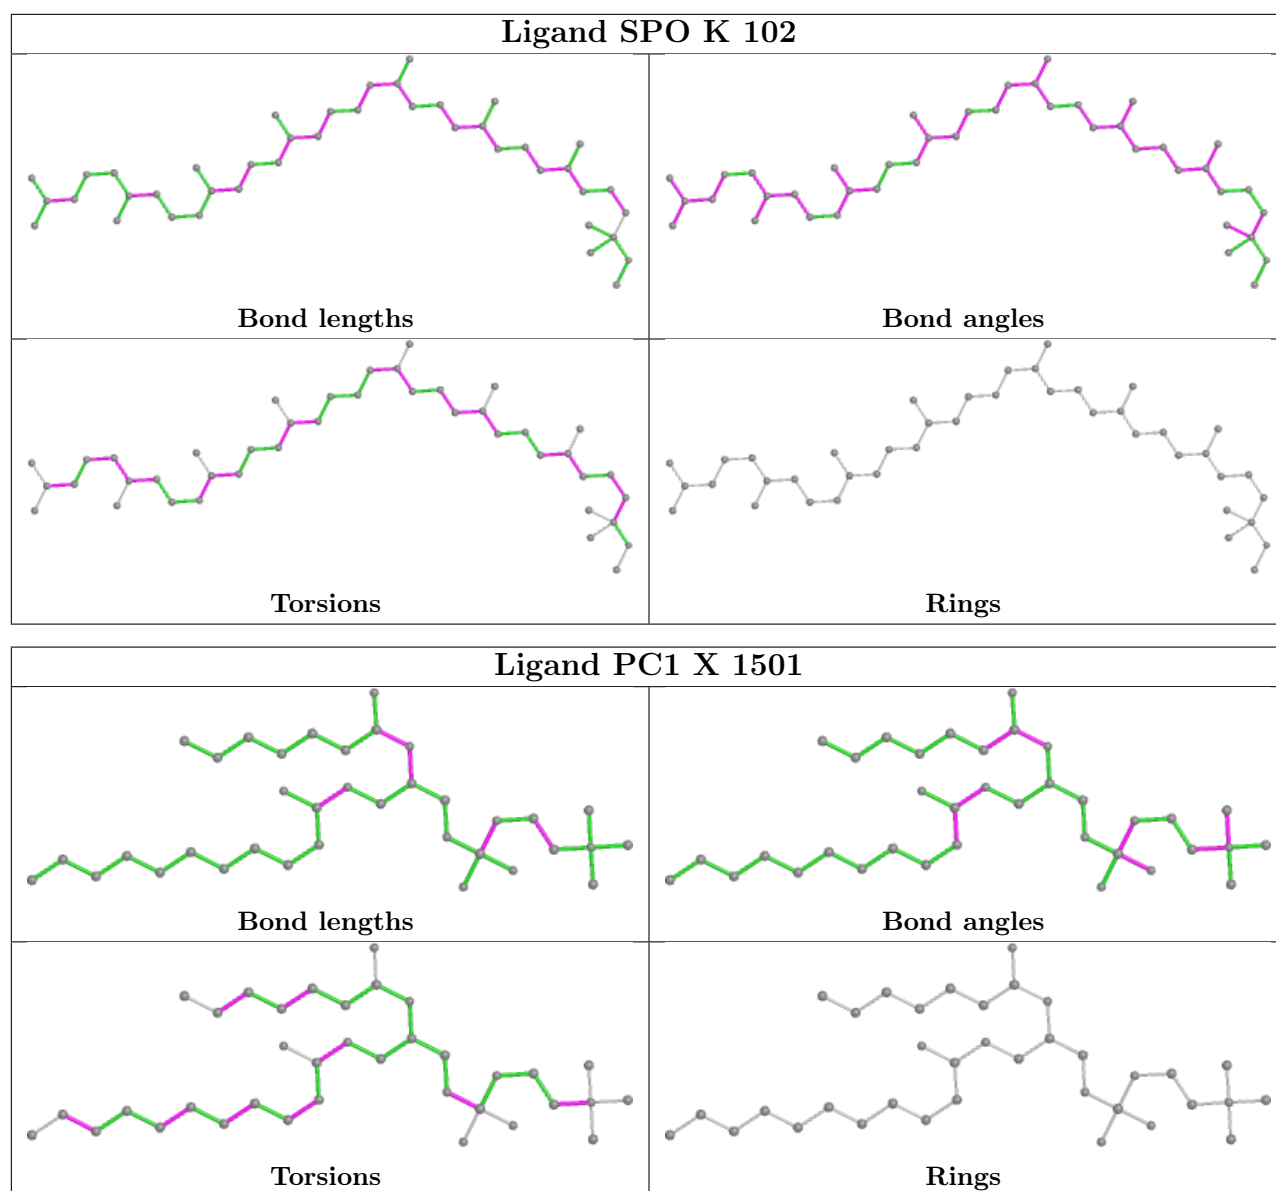 Ligand SPO K 102
Bond lengths
Bond angles
Torsions
Rings
Ligand PC1 X 1501
Bond lengths
Bond angles
Torsions
Rings